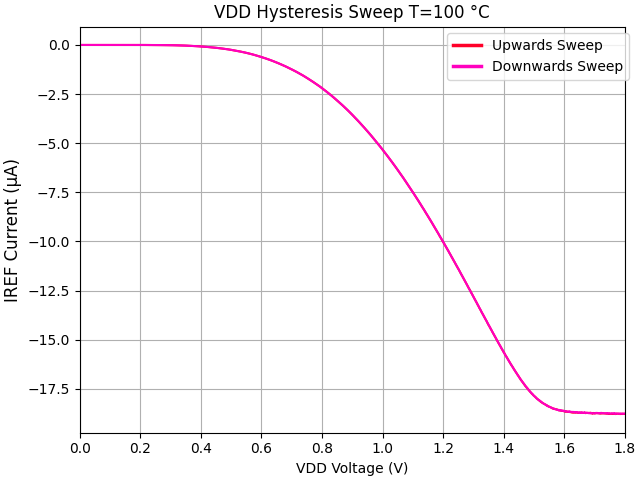 VDD Hysteresis Sweep T=100 °C
Upwards Sweep
Downwards Sweep
IREF Current (μA)
0.0
−2.5
−5.0
−7.5
−10.0
−12.5
−15.0
−17.5
0.0 0.2 0.4 0.6 0.8 1.0 1.2 1.4 1.6 1.8
VDD Voltage (V)